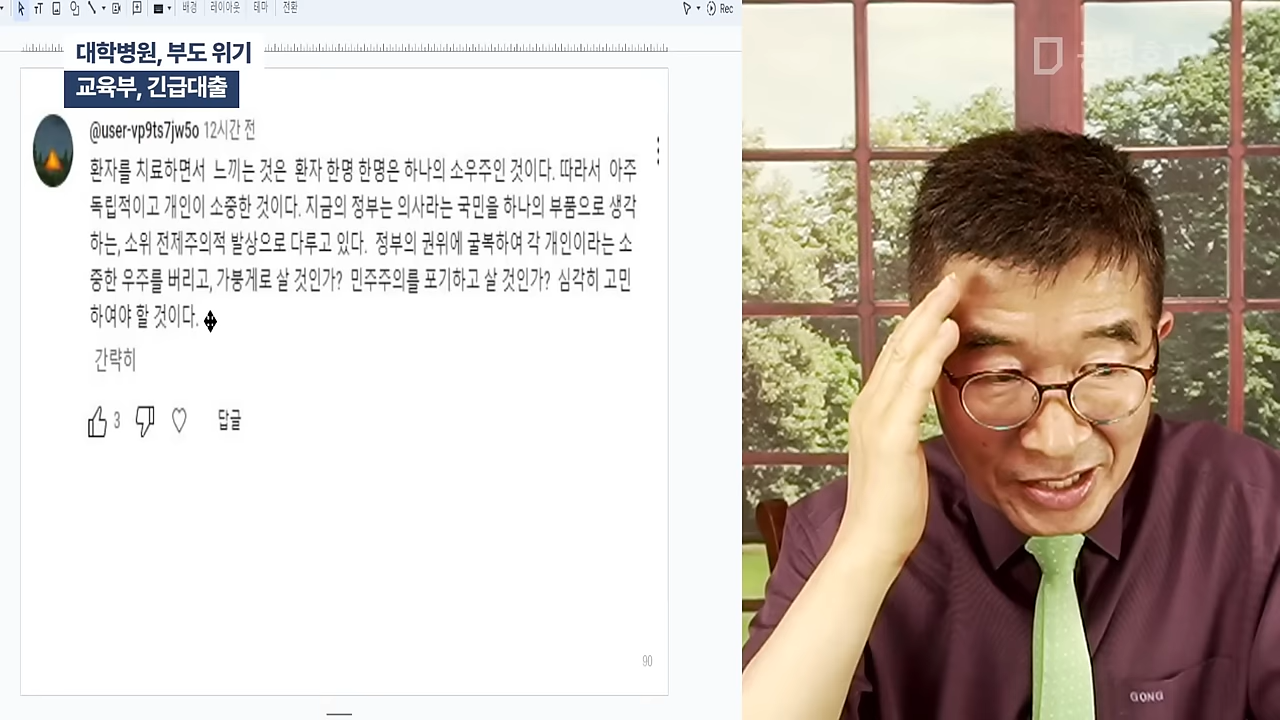 배경 레이아웃 테마 전환
Rec
대학병원, 부도 위기
교육부, 긴급대출
@user-vp9ts7jw5o 12시간 전
환자를 치료하면서 느끼는 것은 환자 한명 한명은 하나의 소우주인 것이다. 따라서 아주
독립적이고 개인이 소중한 것이다. 지금의 정부는 의사라는 국민을 하나의 부품으로 생각
하는, 소위 전제주의적 발상으로 다루고 있다. 정부의 권위에 굴복하여 각 개인이라는 소
중한 우주를 버리고, 가붕게로 살 것인가? 민주주의를 포기하고 살 것인가? 심각히 고민
하여야 할 것이다.
간략히
3 답글
90
공병호TV
GONG